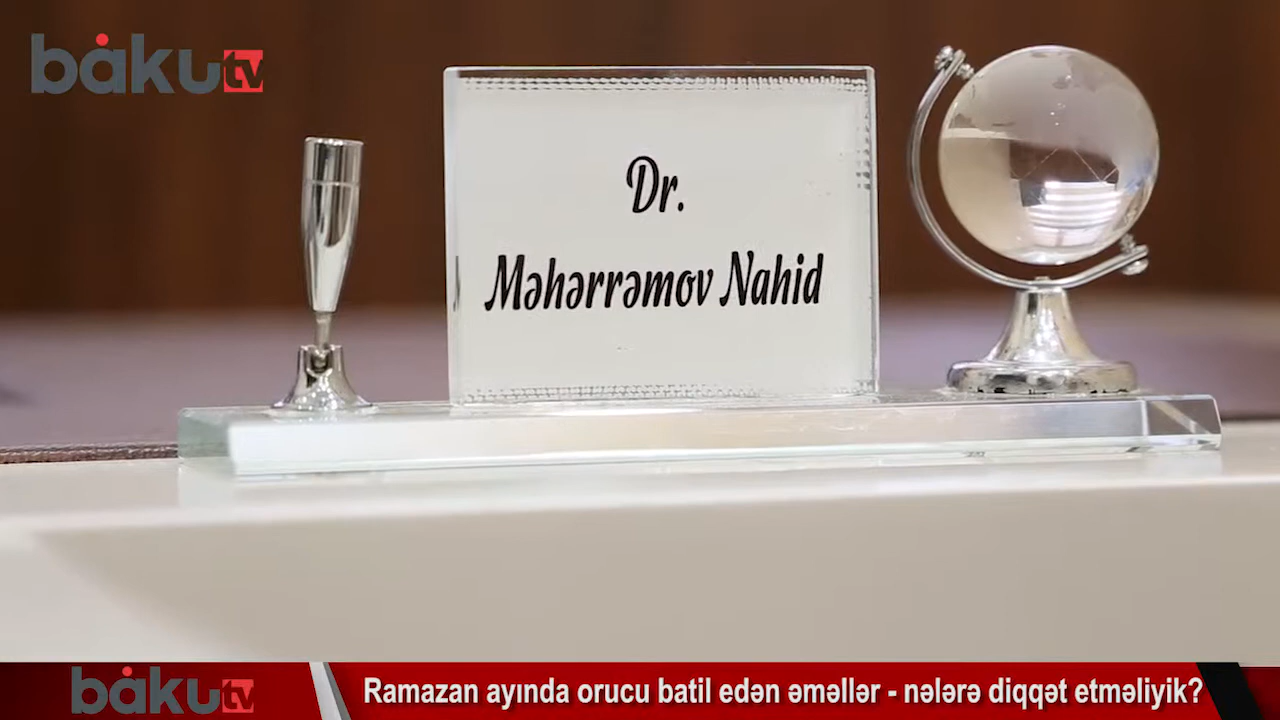 bakutv
Dr.
Məhərrəmov Nahid
bakutv
Ramazan ayında orucu batil edən əməllər - nələrə diqqət etməliyik?